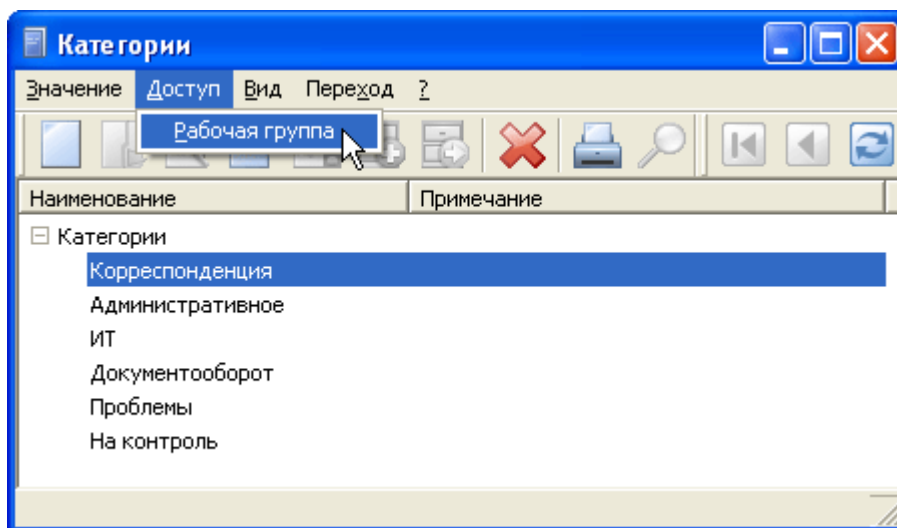 Категории
Значение Доступ Вид Переход ?
Рабочая группа
Наименование Примечание
Категории
Корреспонденция
Административное
ИТ
Документооборот
Проблемы
На контроль